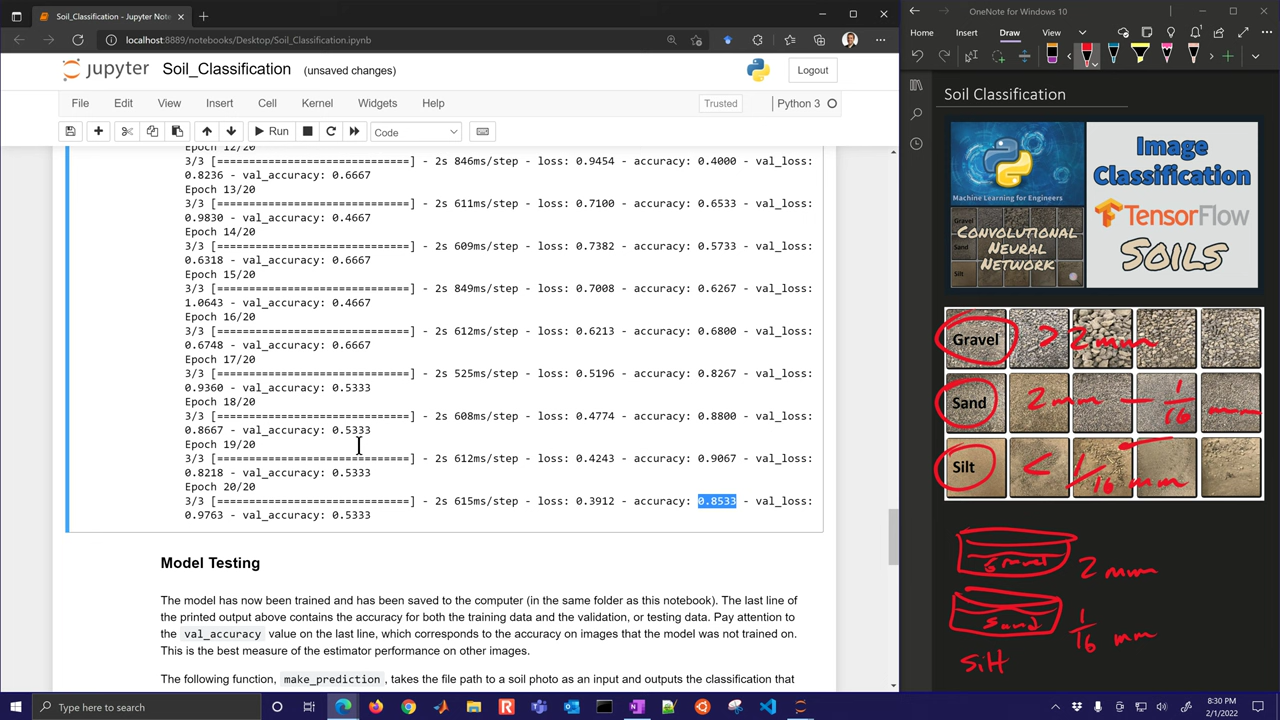 Soil_Classification - Jupyter Not
localhost:8889/notebooks/Desktop/Soil_Classification.ipynb
jupyter Soil_Classification (unsaved changes)
Logout
File Edit View Insert Cell Kernel Widgets Help
Trusted
Python 3
Run
Code
Epoch 12/20
3/3 [==============================] - 2s 846ms/step - loss: 0.9454 - accuracy: 0.4000 - val_loss:
0.8236 - val_accuracy: 0.6667
Epoch 13/20
3/3 [==============================] - 2s 611ms/step - loss: 0.7100 - accuracy: 0.6533 - val_loss:
0.9830 - val_accuracy: 0.4667
Epoch 14/20
3/3 [==============================] - 2s 609ms/step - loss: 0.7382 - accuracy: 0.5733 - val_loss:
0.6318 - val_accuracy: 0.6667
Epoch 15/20
3/3 [==============================] - 2s 849ms/step - loss: 0.7008 - accuracy: 0.6267 - val_loss:
1.0643 - val_accuracy: 0.4667
Epoch 16/20
3/3 [==============================] - 2s 612ms/step - loss: 0.6213 - accuracy: 0.6800 - val_loss:
0.6748 - val_accuracy: 0.6667
Epoch 17/20
3/3 [==============================] - 2s 525ms/step - loss: 0.5196 - accuracy: 0.8267 - val_loss:
0.9360 - val_accuracy: 0.5333
Epoch 18/20
3/3 [==============================] - 2s 608ms/step - loss: 0.4774 - accuracy: 0.8800 - val_loss:
0.8667 - val_accuracy: 0.5333
Epoch 19/20
3/3 [==============================] - 2s 612ms/step - loss: 0.4243 - accuracy: 0.9067 - val_loss:
0.8218 - val_accuracy: 0.5333
Epoch 20/20
3/3 [==============================] - 2s 615ms/step - loss: 0.3912 - accuracy: 0.8533 - val_loss:
0.9763 - val_accuracy: 0.5333
Model Testing
The model has now been trained and has been saved to the computer (in the same folder as this notebook). The last line of
the printed output above contains the accuracy for both the training data and the validation, or testing data. Pay attention to
the val_accuracy value on the last line, which corresponds to the accuracy on images that the model was not trained on.
This is the best measure of the estimator performance on other images.
The following function, make_prediction , takes the file path to a soil photo as an input and outputs the classification that
OneNote for Windows 10
Home Insert Draw View
Soil Classification
Machine Learning for Engineers
Gravel
Sand
Silt
Convolutional
Neural
Network
Image
Classification
TensorFlow
SOILS
Gravel > 2mm
Sand 2mm - 1/16 mm
Silt < 1/16 mm
Gravel 2 mm
Sand 1/16 mm
Silt
Type here to search
8:30 PM
2/1/2022